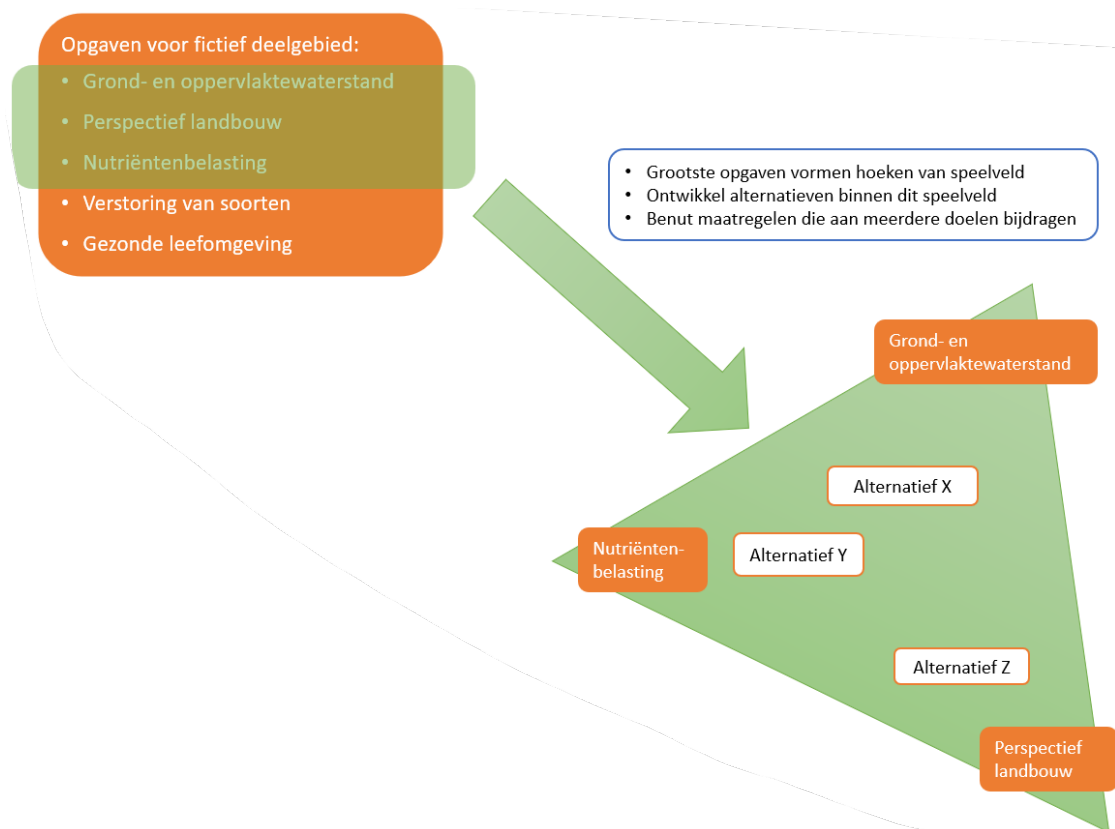 Opgaven voor fictief deelgebied:
• Grond- en oppervlaktewaterstand
• Perspectief landbouw
• Nutriëntenbelasting
• Verstoring van soorten
• Gezonde leefomgeving
• Grootste opgaven vormen hoeken van speelveld
• Ontwikkel alternatieven binnen dit speelveld
• Benut maatregelen die aan meerdere doelen bijdragen
Grond- en
oppervlaktewaterstand
Alternatief X
Nutriënten-
belasting
Alternatief Y
Alternatief Z
Perspectief
landbouw